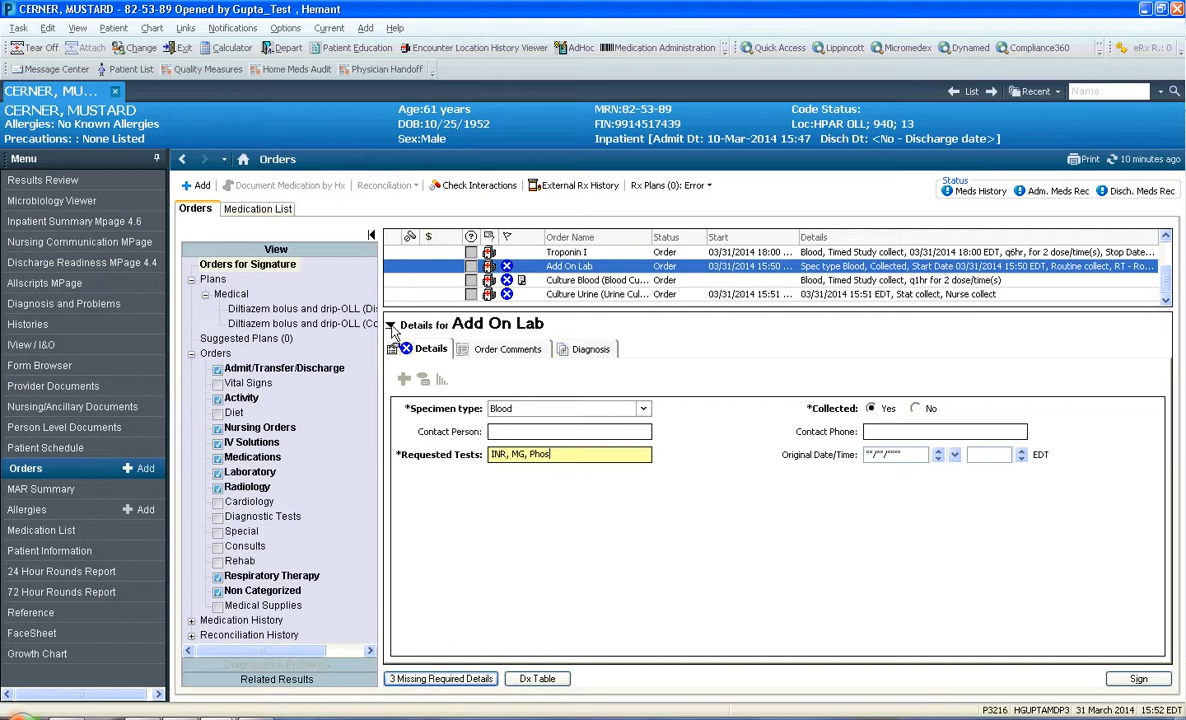 CERNER, MUSTARD - 82-53-89 Opened by Gupta_Test , Hemant
Task Edit View Patient Chart Links Notifications Options Current Add Help
Tear Off Attach Change Exit Calculator Depart Patient Education Encounter Location History Viewer AdHoc Medication Administration Quick Access Lippincott Micromedex Dynamed Compliance360 eRx R.: 0
Message Center Patient List Quality Measures Home Meds Audit Physician Handoff
CERNER, MU... List Recent Name
CERNER, MUSTARD Age:61 years MRN:82-53-89 Code Status:
Allergies: No Known Allergies DOB:10/25/1952 FIN:9914517439 Loc:HPAR OLL; 940; 13
Precautions: : None Listed Sex:Male Inpatient [Admit Dt: 10-Mar-2014 15:47 Disch Dt: <No - Discharge date>]
Menu Orders Print 10 minutes ago
Results Review
Microbiology Viewer
Inpatient Summary Mpage 4.6
Nursing Communication MPage
Discharge Readiness MPage 4.4
Allscripts MPage
Diagnosis and Problems
Histories
IView / I&O
Form Browser
Provider Documents
Nursing/Ancillary Documents
Person Level Documents
Patient Schedule
Orders Add
MAR Summary
Allergies Add
Medication List
Patient Information
24 Hour Rounds Report
72 Hour Rounds Report
Reference
FaceSheet
Growth Chart
Add Document Medication by Hx Reconciliation Check Interactions External Rx History Rx Plans (0): Error
Status
Meds History Adm. Meds Rec Disch. Meds Rec
Orders Medication List
View
Orders for Signature
Plans
Medical
Diltiazem bolus and drip-OLL (Dis
Diltiazem bolus and drip-OLL (Co
Suggested Plans (0)
Orders
Admit/Transfer/Discharge
Vital Signs
Activity
Diet
Nursing Orders
IV Solutions
Medications
Laboratory
Radiology
Cardiology
Diagnostic Tests
Special
Consults
Rehab
Respiratory Therapy
Non Categorized
Medical Supplies
Medication History
Reconciliation History
Diagnoses & Problems
Related Results
$ Order Name Status Start Details
Troponin I Order 03/31/2014 18:00 ... Blood, Timed Study collect, 03/31/2014 18:00 EDT, q6hr, for 2 dose/time(s), Stop Date...
Add On Lab Order 03/31/2014 15:50 ... Spec type Blood, Collected, Start Date 03/31/2014 15:50 EDT, Routine collect, RT - Ro...
Culture Blood (Blood Cu... Order Blood, Timed Study collect, q1hr for 2 dose/time(s)
Culture Urine (Urine Cul... Order 03/31/2014 15:51 ... 03/31/2014 15:51 EDT, Stat collect, Nurse collect
Details for Add On Lab
Details Order Comments Diagnosis
*Specimen type: Blood *Collected: Yes No
Contact Person: Contact Phone:
*Requested Tests: INR, MG, Phos Original Date/Time: **/**/**** EDT
3 Missing Required Details Dx Table Sign
P3216 HGUPTAMDP3 31 March 2014 15:52 EDT